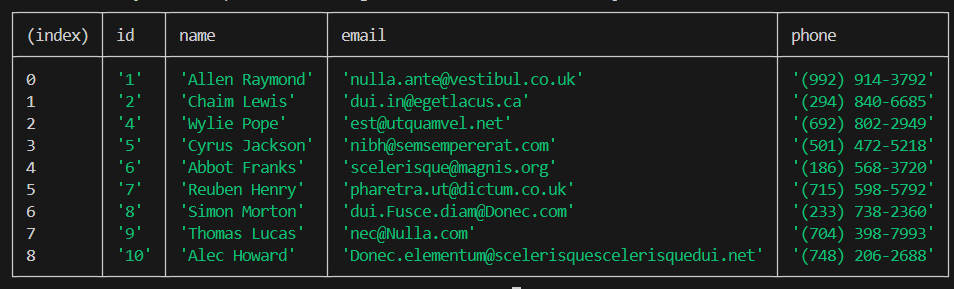 (index) id name email phone
0 '1' 'Allen Raymond' 'nulla.ante@vestibul.co.uk' '(992) 914-3792'
1 '2' 'Chaim Lewis' 'dui.in@egetlacus.ca' '(294) 840-6685'
2 '4' 'Wylie Pope' 'est@utquamvel.net' '(692) 802-2949'
3 '5' 'Cyrus Jackson' 'nibh@semsempererat.com' '(501) 472-5218'
4 '6' 'Abbot Franks' 'scelerisque@magnis.org' '(186) 568-3720'
5 '7' 'Reuben Henry' 'pharetra.ut@dictum.co.uk' '(715) 598-5792'
6 '8' 'Simon Morton' 'dui.Fusce.diam@Donec.com' '(233) 738-2360'
7 '9' 'Thomas Lucas' 'nec@Nulla.com' '(704) 398-7993'
8 '10' 'Alec Howard' 'Donec.elementum@scelerisquescelerisquedui.net' '(748) 206-2688'